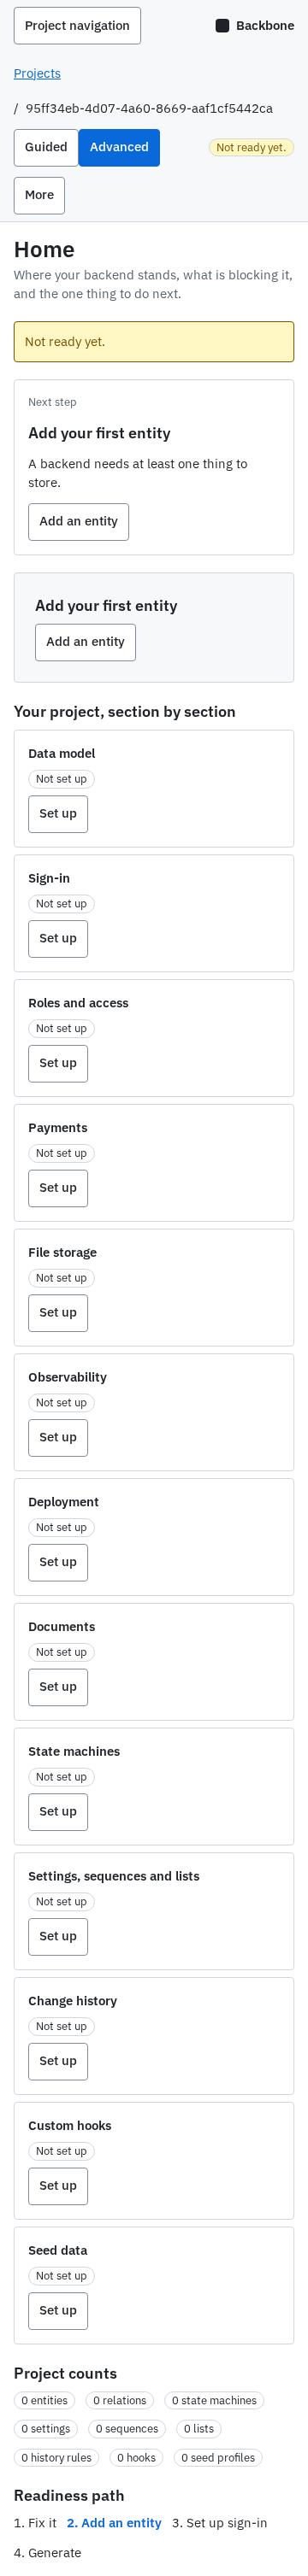 Project navigation
Backbone
Projects
/ 95ff34eb-4d07-4a60-8669-aaf1cf5442ca
Guided Advanced Not ready yet.
More
Home
Where your backend stands, what is blocking it,
and the one thing to do next.
Not ready yet.
Next step
Add your first entity
A backend needs at least one thing to
store.
Add an entity
Add your first entity
Add an entity
Your project, section by section
Data model
Not set up
Set up
Sign-in
Not set up
Set up
Roles and access
Not set up
Set up
Payments
Not set up
Set up
File storage
Not set up
Set up
Observability
Not set up
Set up
Deployment
Not set up
Set up
Documents
Not set up
Set up
State machines
Not set up
Set up
Settings, sequences and lists
Not set up
Set up
Change history
Not set up
Set up
Custom hooks
Not set up
Set up
Seed data
Not set up
Set up
Project counts
0 entities 0 relations 0 state machines
0 settings 0 sequences 0 lists
0 history rules 0 hooks 0 seed profiles
Readiness path
1. Fix it 2. Add an entity 3. Set up sign-in
4. Generate